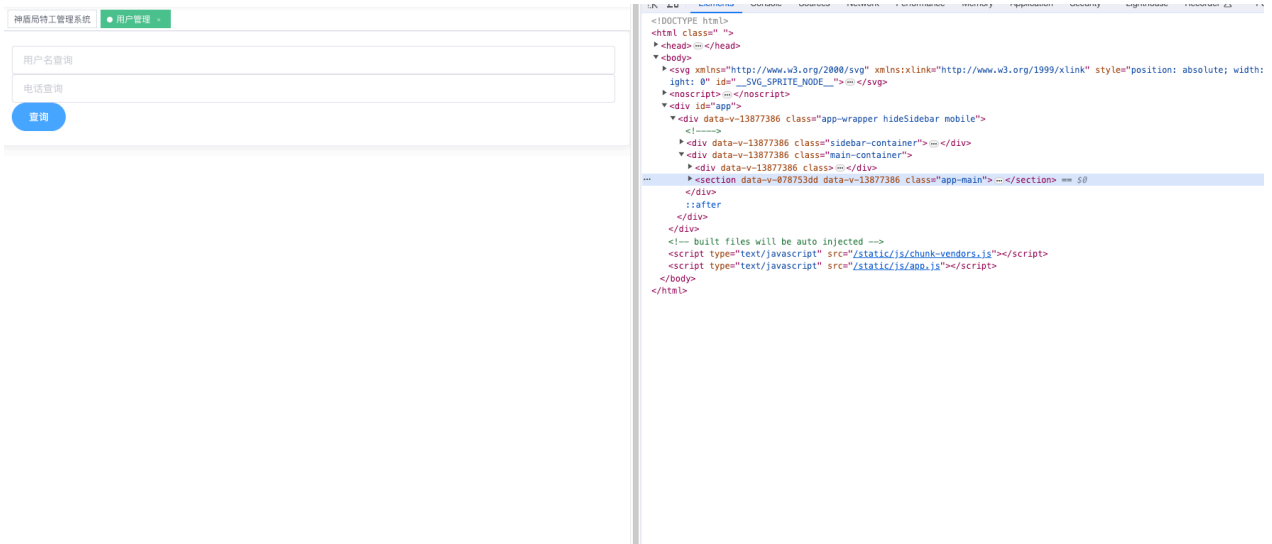 神盾局特工管理系统 ● 用户管理 ×
用户名查询
电话查询
查询
Elements Console Sources Network Performance Memory Application Security Lighthouse Recorder
<!DOCTYPE html>
<html class=" ">
▶<head>…</head>
▼<body>
▶<svg xmlns="http://www.w3.org/2000/svg" xmlns:xlink="http://www.w3.org/1999/xlink" style="position: absolute; width:
ight: 0" id="__SVG_SPRITE_NODE__">…</svg>
▶<noscript>…</noscript>
▼<div id="app">
▼<div data-v-13877386 class="app-wrapper hideSidebar mobile">
<!---->
▶<div data-v-13877386 class="sidebar-container">…</div>
▼<div data-v-13877386 class="main-container">
▶<div data-v-13877386 class>…</div>
… ▶<section data-v-078753dd data-v-13877386 class="app-main">…</section> == $0
</div>
::after
</div>
</div>
<!-- built files will be auto injected -->
<script type="text/javascript" src="/static/js/chunk-vendors.js"></script>
<script type="text/javascript" src="/static/js/app.js"></script>
</body>
</html>